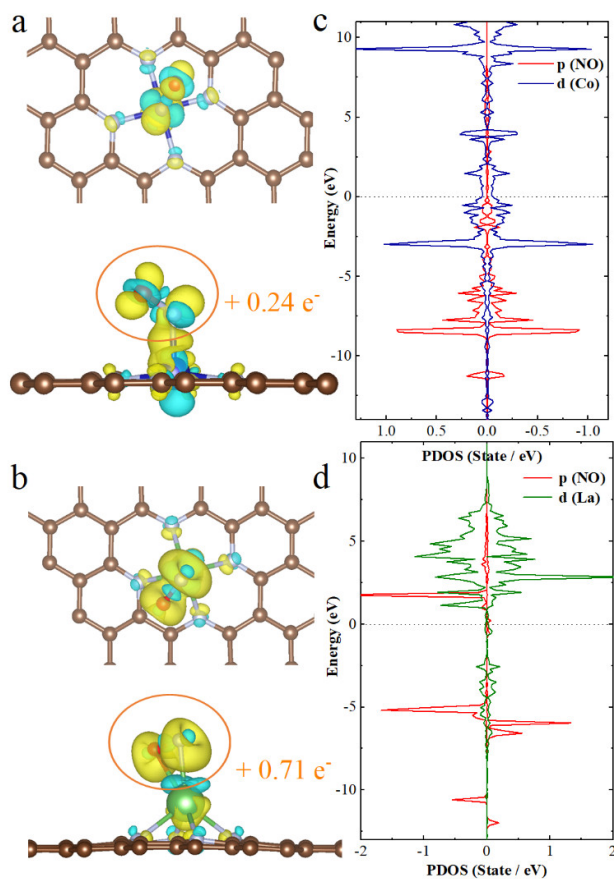 a
+ 0.24 e⁻
b
+ 0.71 e⁻
c
10
5
0
-5
-10
Energy (eV)
p (NO)
d (Co)
1.0
0.5
0.0
-0.5
-1.0
PDOS (State / eV)
d
10
5
0
-5
-10
Energy (eV)
p (NO)
d (La)
-2
-1
0
1
2
PDOS (State / eV)